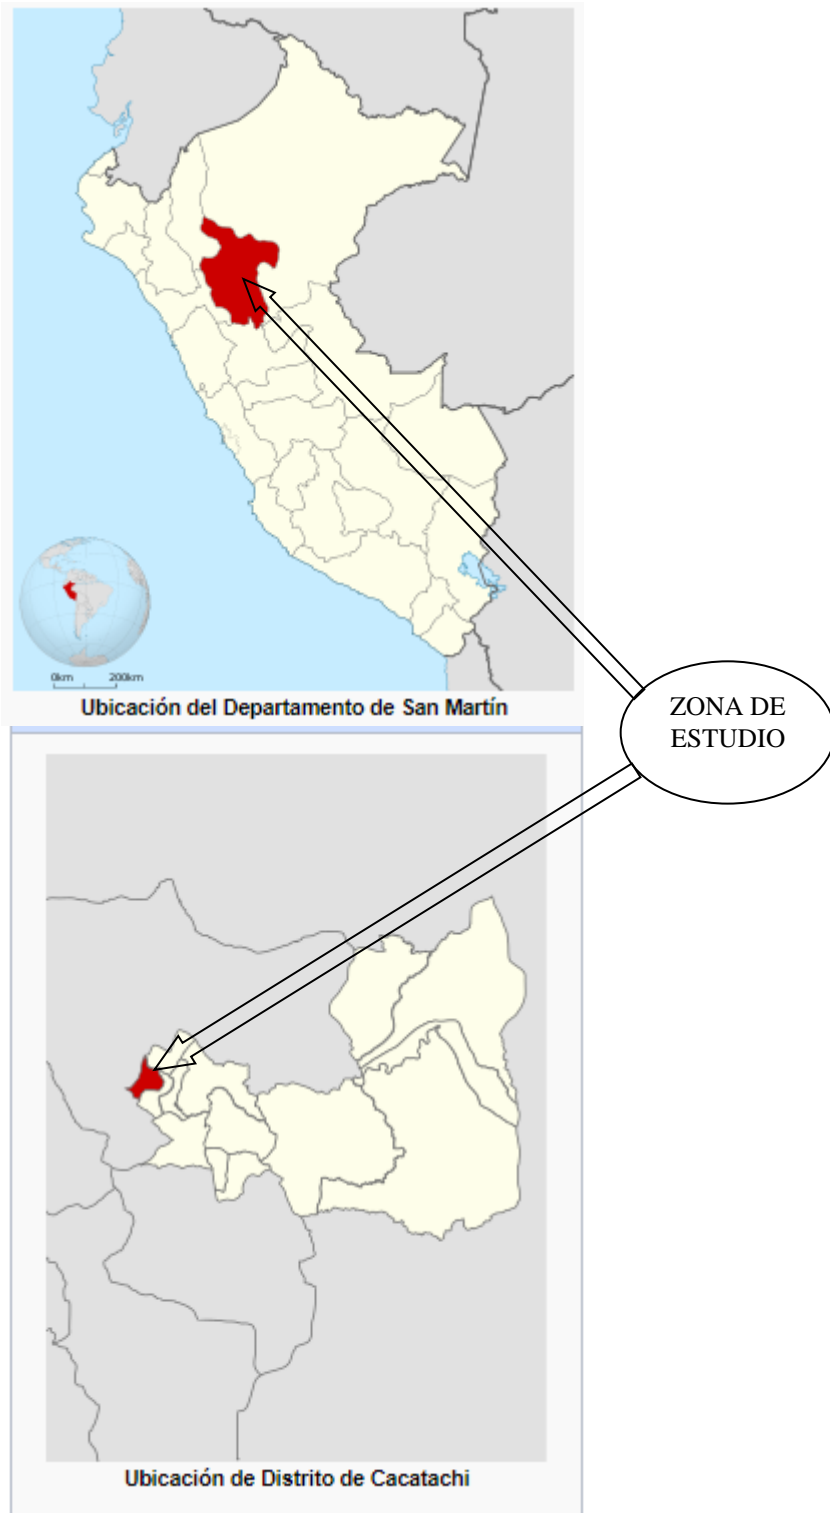 0km 200km
Ubicación del Departamento de San Martín
ZONA DE
ESTUDIO
Ubicación de Distrito de Cacatachi